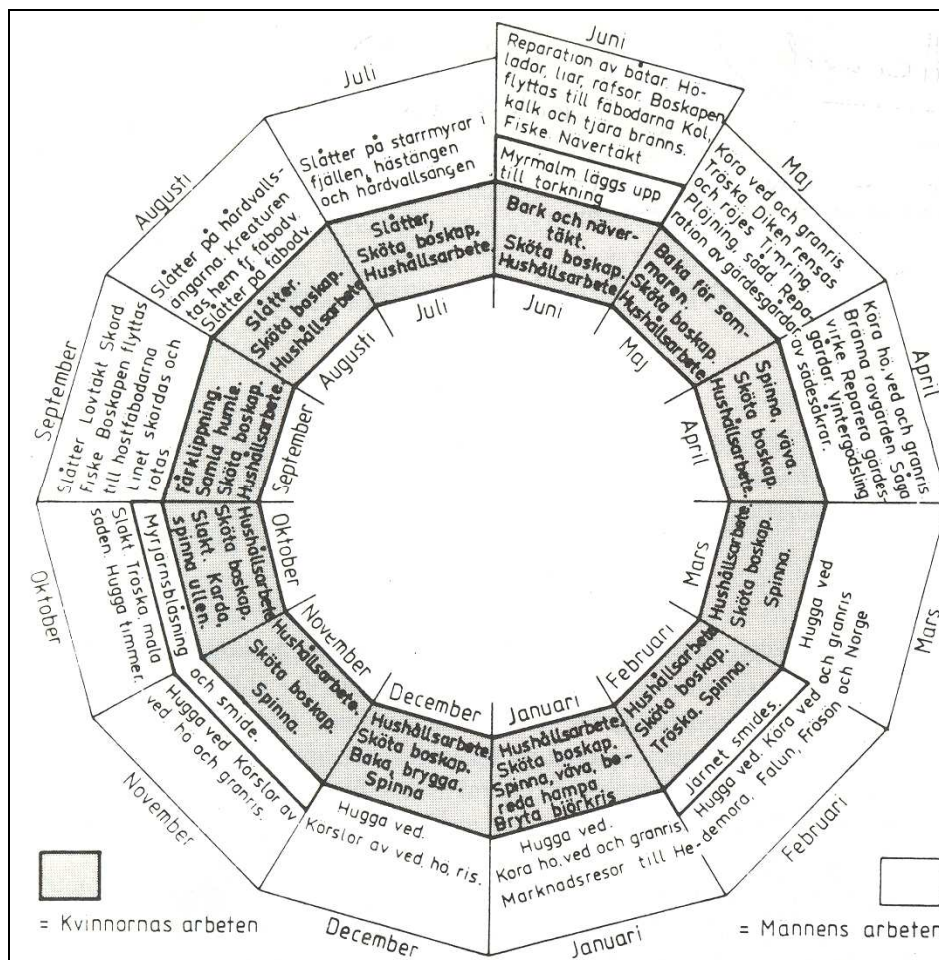 Juni
Reparation av båtar. Hö-
lador, liar, räfsor. Boskapen
flyttas till fäbodarna Kol,
kalk och tjära bränns.
Fiske. Nävertäkt
Myrmalm läggs upp
till torkning
Bark och näver-
täkt.
Sköta boskap.
Hushållsarbete
Juni
Maj
Köra ved och granris
Tröska. Diken rensas
och röjes. Timring.
Plöjning, sådd. Repa-
ration av gärdesgårdar.
Baka för som-
maren.
Sköta boskap.
Hushållsarbete
Maj
April
Köra hö, ved och granris
Bränna rovgärden Såga
virke Reparera gärdes-
gårdar. Vintergödsling
av sädesåkrar.
Spinna, väva.
Sköta boskap.
Hushållsarbete.
April
Mars
Hugga ved
Köra ved och granris
Spinna.
Sköta boskap.
Hushållsarbete.
Mars
Februari
Hugga ved.
demora, Falun, Frösön och Norge
Järnet smides.
Hushållsarbete
Sköta boskap.
Tröska. Spinna.
Februari
Januari
Hushållsarbete.
Sköta boskap.
Spinna, väva, be-
reda hampa,
Bryta björkris
Hugga ved.
Kora ho, ved och granris
Marknadsresor till He-
Januari
December
Hushållsarbete
Sköta boskap.
Baka, brygga.
Spinna
Hugga ved.
Korslor av ved, hö, ris.
December
November
Hushållsarbete.
Sköta boskap.
Spinna.
och smide.
Hugga ved Körslor av
ved hö och granris.
November
Oktober
Hushållsarbete
Sköta boskap.
Slakt. Karda,
spinna ullen.
Myrjärnsblåsning
Slakt. Tröska, mala
säden. Hugga timmer.
Oktober
September
Slåtter Lovtäkt Skörd
Fiske Boskapen flyttas
till höstfäbodarna
Linet skördas och
rötas
Fårklippning.
Samla humle.
Sköta boskap.
Hushållsarbete.
September
Augusti
Slåtter på hårdvalls-
ängarna. Kreaturen
tas hem fr. fäbodv.
Slåtter på fäbodv.
Slåtter.
Sköta boskap.
Hushållsarbete
Augusti
Juli
Slåtter på starrmyrar i
fjällen, hästängen
och hårdvallsängen
Slåtter,
Sköta boskap,
Hushållsarbete.
Juli
= Kvinnornas arbeten
= Männens arbeten